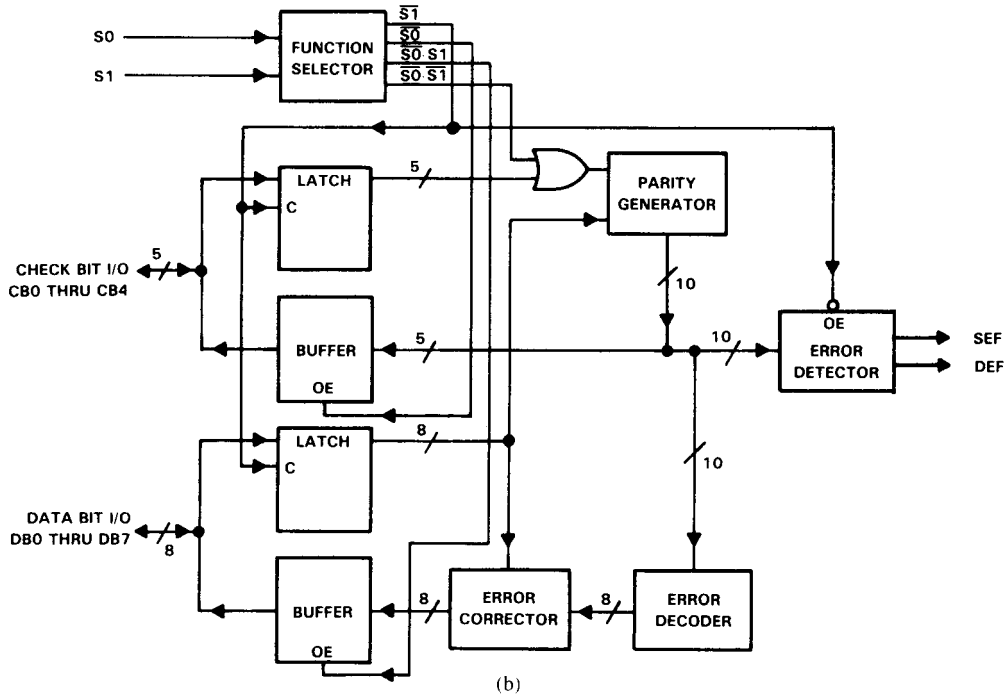 S0
S1
FUNCTION
SELECTOR
S̅1̅
S̅0̅
S̅0̅·S1
S̅0̅·S̅1̅
LATCH
C
5
PARITY
GENERATOR
5
CHECK BIT I/O
CB0 THRU CB4
10
BUFFER
OE
5
10
OE
ERROR
DETECTOR
SEF
DEF
LATCH
C
8
10
DATA BIT I/O
DB0 THRU DB7
8
BUFFER
OE
8
ERROR
CORRECTOR
8
ERROR
DECODER
(b)